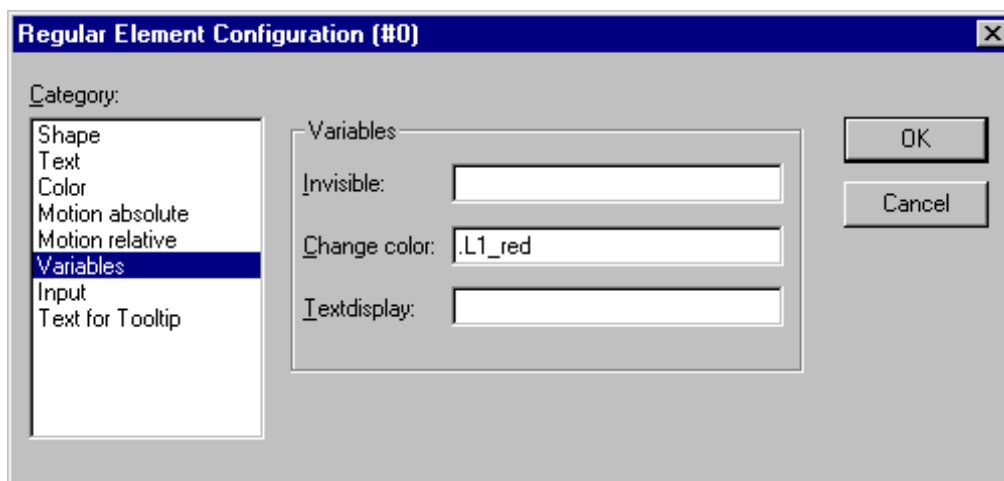 Regular Element Configuration (#0)
Category:
Shape
Text
Color
Motion absolute
Motion relative
Variables
Input
Text for Tooltip
Variables
Invisible:
Change color: .L1_red
Textdisplay:
OK
Cancel